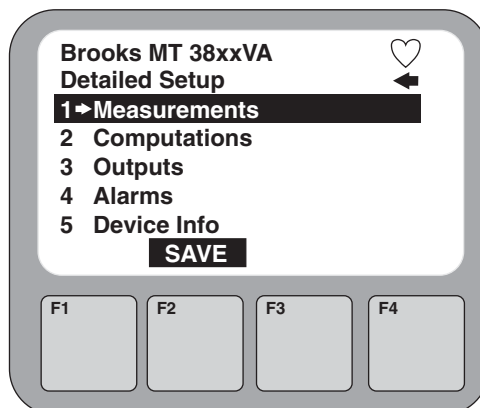 Brooks MT 38xxVA
Detailed Setup
1 Measurements
2 Computations
3 Outputs
4 Alarms
5 Device Info
SAVE
F1 F2 F3 F4